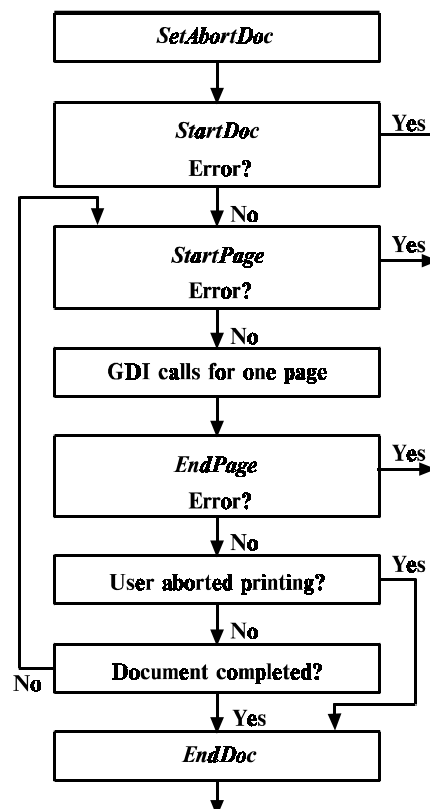 SetAbortDoc
StartDoc
Yes
Error?
No
StartPage
Yes
Error?
No
GDI calls for one page
EndPage
Yes
Error?
No
Yes
User aborted printing?
No
Document completed?
No
Yes
EndDoc